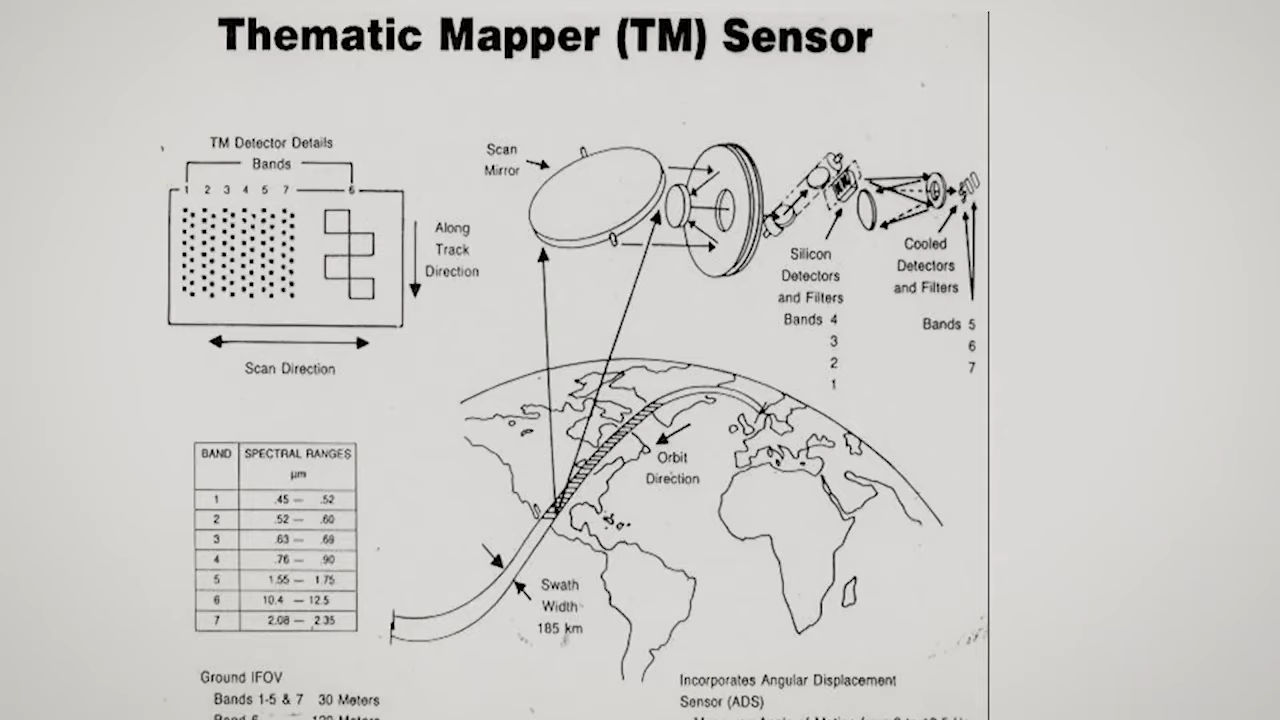 Thematic Mapper (TM) Sensor
TM Detector Details
Bands
1 2 3 4 5 7 6
Along
Track
Direction
Scan Direction
Scan
Mirror
Silicon
Detectors
and Filters
Bands 4
3
2
1
Cooled
Detectors
and Filters
Bands 5
6
7
Orbit
Direction
Swath
Width
185 km
BAND SPECTRAL RANGES
µm
1 .45 — .52
2 .52 — .60
3 .63 — .69
4 .76 — .90
5 1.55 — 1.75
6 10.4 — 12.5
7 2.08 — 2.35
Ground IFOV
Bands 1-5 & 7 30 Meters
Band 6 120 Meters
Incorporates Angular Displacement
Sensor (ADS)